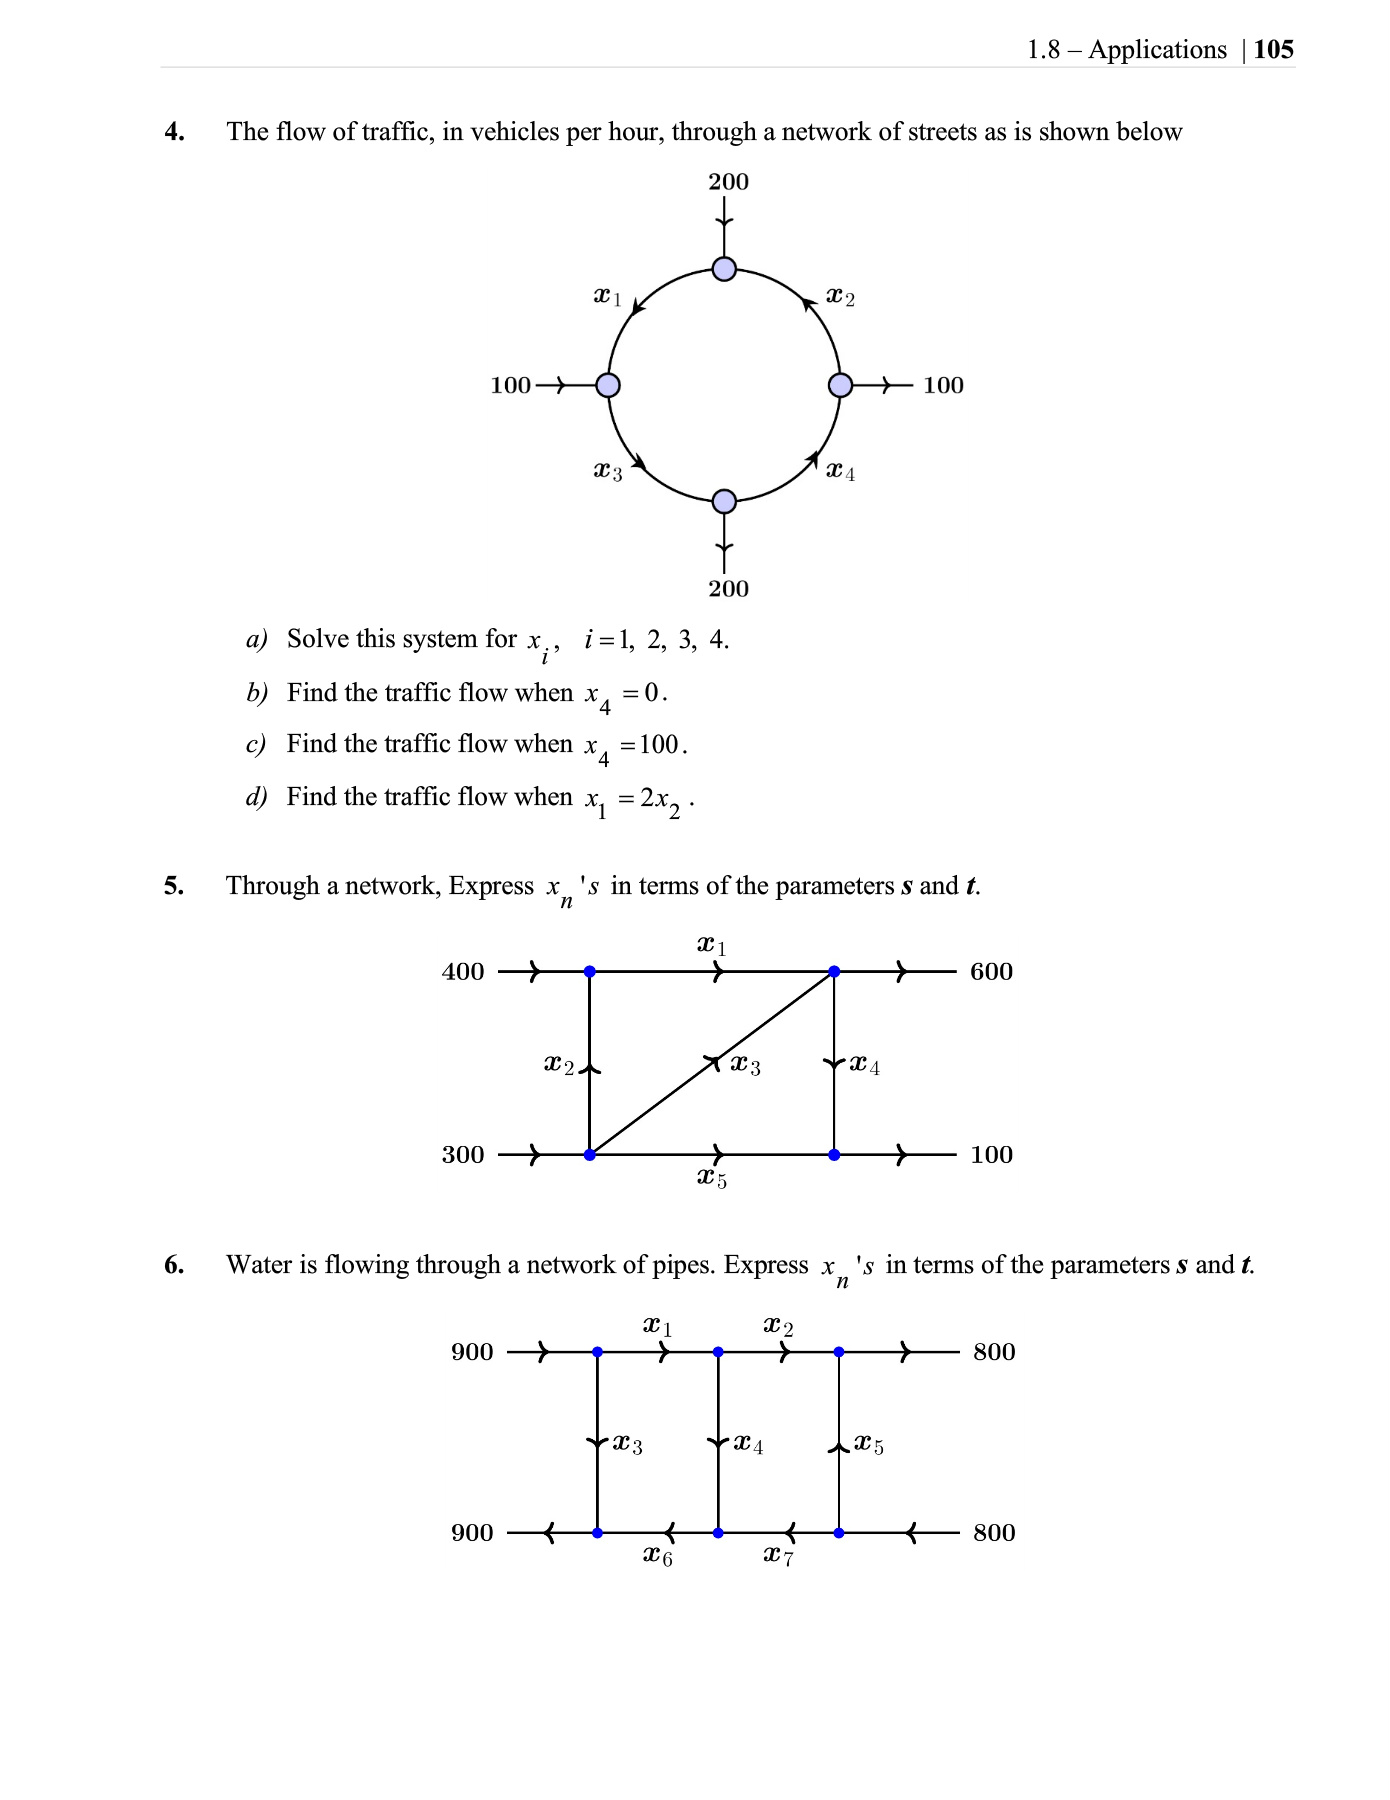 1.8 – Applications | 105
4. The flow of traffic, in vehicles per hour, through a network of streets as is shown below
200
x₁ x₂
100 100
x₃ x₄
200
a) Solve this system for xᵢ, i = 1, 2, 3, 4.
b) Find the traffic flow when x₄ = 0.
c) Find the traffic flow when x₄ = 100.
d) Find the traffic flow when x₁ = 2x₂.
5. Through a network, Express xₙ's in terms of the parameters s and t.
x₁
400 600
x₂ x₃ x₄
300 100
x₅
6. Water is flowing through a network of pipes. Express xₙ's in terms of the parameters s and t.
x₁ x₂
900 800
x₃ x₄ x₅
900 800
x₆ x₇